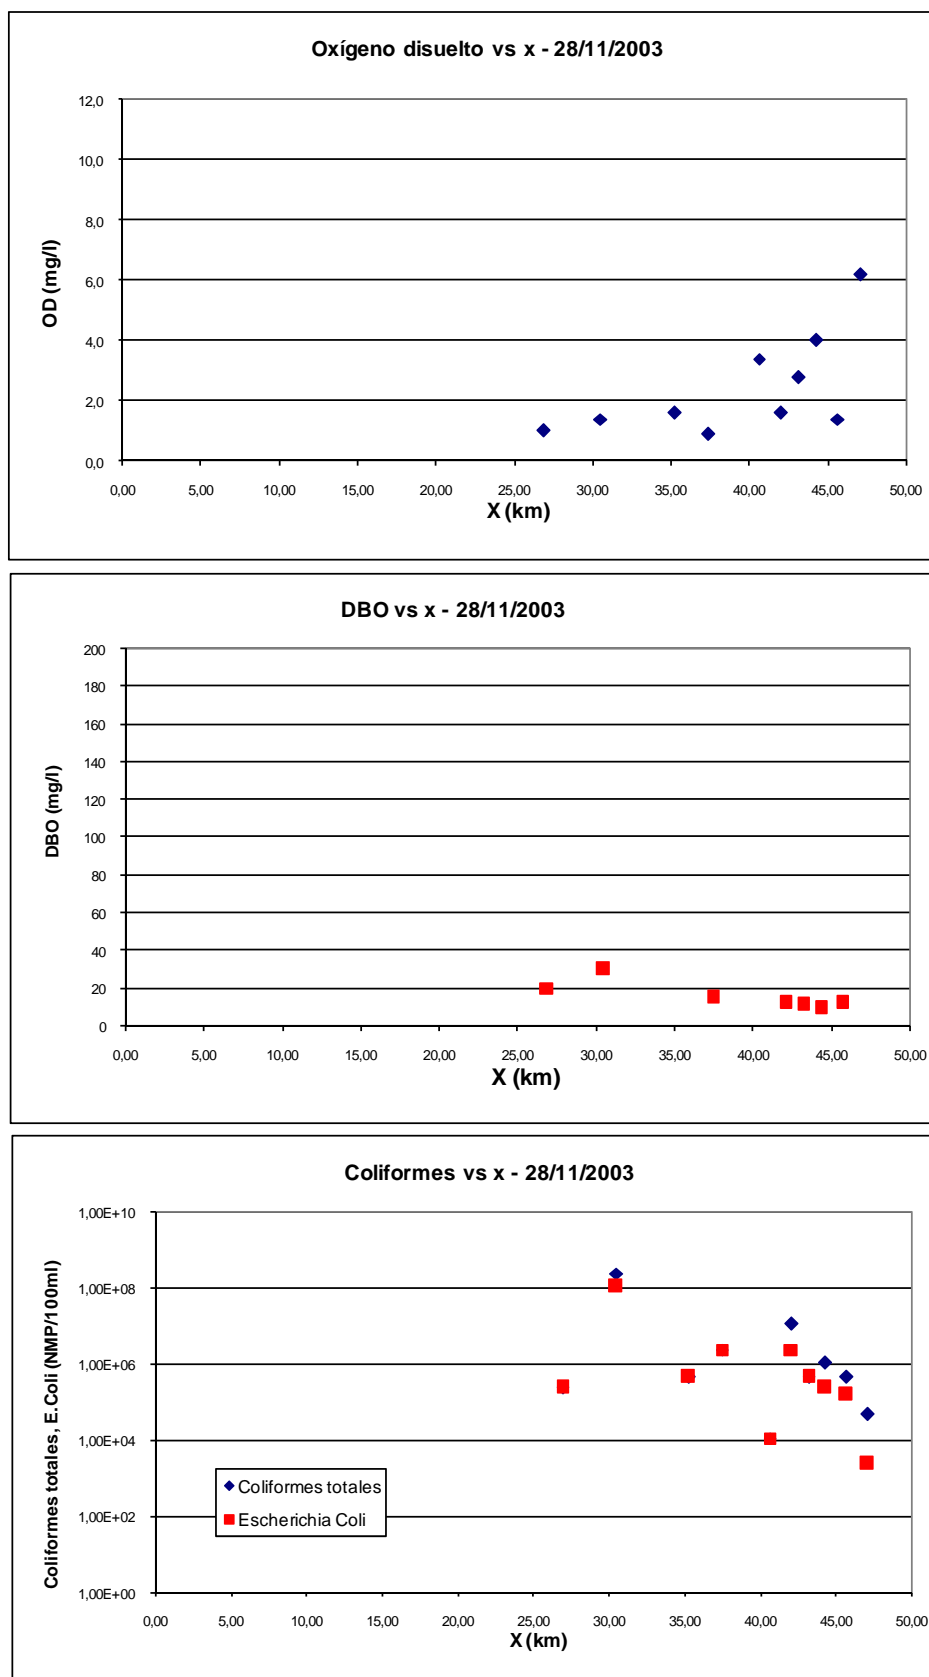 Oxígeno disuelto vs x - 28/11/2003
12,0
10,0
8,0
6,0
4,0
2,0
0,0
OD (mg/l)
0,00 5,00 10,00 15,00 20,00 25,00 30,00 35,00 40,00 45,00 50,00
X (km)
DBO vs x - 28/11/2003
200
180
160
140
120
100
80
60
40
20
0
DBO (mg/l)
0,00 5,00 10,00 15,00 20,00 25,00 30,00 35,00 40,00 45,00 50,00
X (km)
Coliformes vs x - 28/11/2003
1,00E+10
1,00E+08
1,00E+06
1,00E+04
1,00E+02
1,00E+00
Coliformes totales, E.Coli (NMP/100ml)
Coliformes totales
Escherichia Coli
0,00 5,00 10,00 15,00 20,00 25,00 30,00 35,00 40,00 45,00 50,00
X (km)